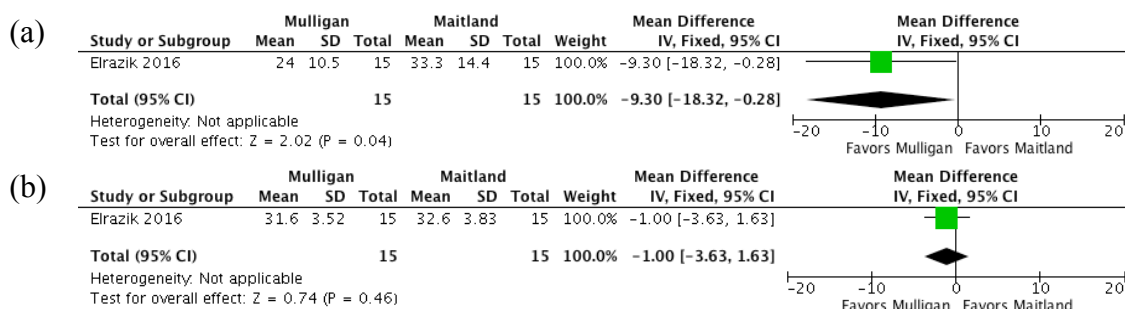 (a)
Mulligan Maitland Mean Difference Mean Difference
Study or Subgroup Mean SD Total Mean SD Total Weight IV, Fixed, 95% CI IV, Fixed, 95% CI
Elrazik 2016 24 10.5 15 33.3 14.4 15 100.0% -9.30 [-18.32, -0.28]
Total (95% CI) 15 15 100.0% -9.30 [-18.32, -0.28]
Heterogeneity: Not applicable
Test for overall effect: Z = 2.02 (P = 0.04)
-20 -10 0 10 20
Favors Mulligan Favors Maitland
(b)
Mulligan Maitland Mean Difference Mean Difference
Study or Subgroup Mean SD Total Mean SD Total Weight IV, Fixed, 95% CI IV, Fixed, 95% CI
Elrazik 2016 31.6 3.52 15 32.6 3.83 15 100.0% -1.00 [-3.63, 1.63]
Total (95% CI) 15 15 100.0% -1.00 [-3.63, 1.63]
Heterogeneity: Not applicable
Test for overall effect: Z = 0.74 (P = 0.46)
-20 -10 0 10 20
Favors Mulligan Favors Maitland